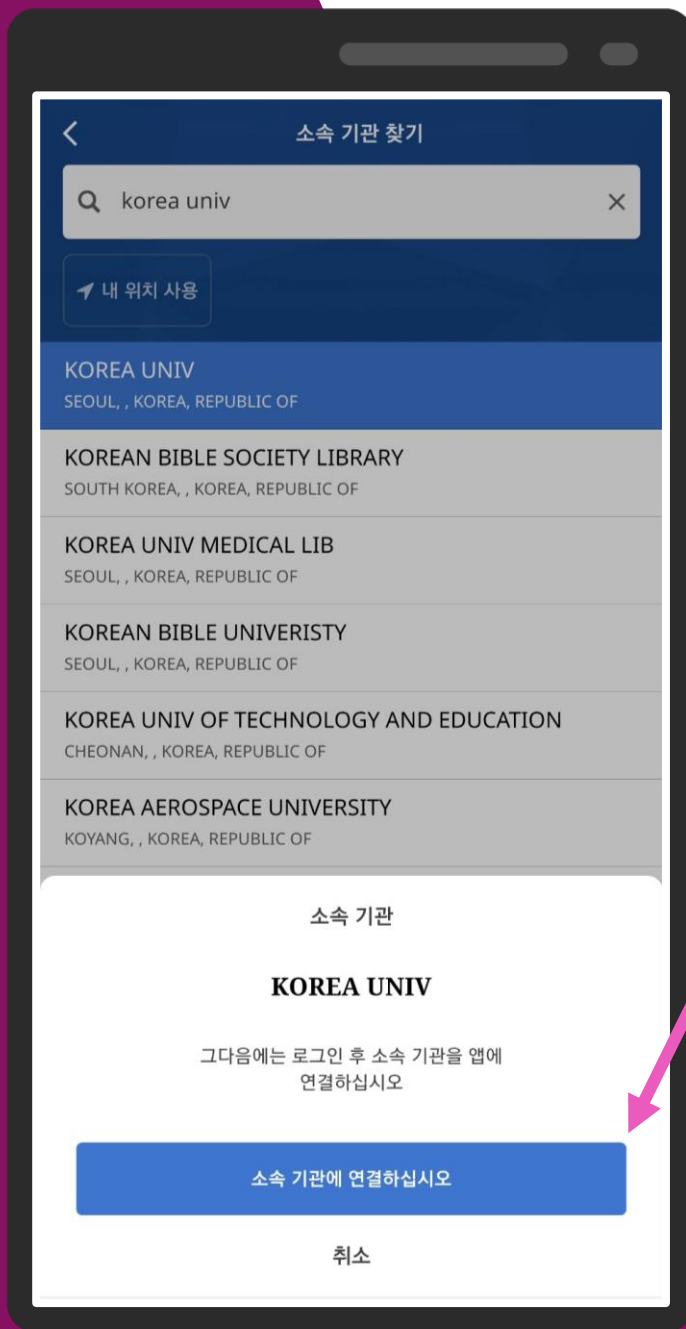 소속 기관 찾기
korea univ
내 위치 사용
KOREA UNIV
SEOUL, , KOREA, REPUBLIC OF
KOREAN BIBLE SOCIETY LIBRARY
SOUTH KOREA, , KOREA, REPUBLIC OF
KOREA UNIV MEDICAL LIB
SEOUL, , KOREA, REPUBLIC OF
KOREAN BIBLE UNIVERISTY
SEOUL, , KOREA, REPUBLIC OF
KOREA UNIV OF TECHNOLOGY AND EDUCATION
CHEONAN, , KOREA, REPUBLIC OF
KOREA AEROSPACE UNIVERSITY
KOYANG, , KOREA, REPUBLIC OF
소속 기관
KOREA UNIV
그다음에는 로그인 후 소속 기관을 앱에
연결하십시오
소속 기관에 연결하십시오
취소